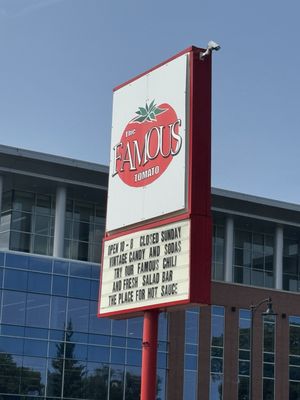 THE
FAMOUS
TOMATO
OPEN 10 - 8 CLOSED SUNDAY
VINTAGE CANDY AND SODAS
TRY OUR FAMOUS CHILI
AND FRESH SALAD BAR
THE PLACE FOR HOT SAUCE